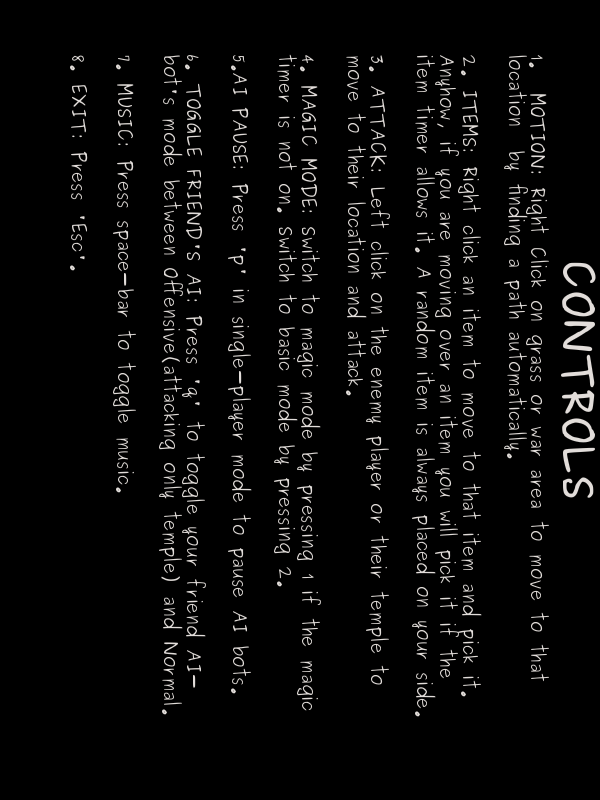 CONTROLS
1. MOTION: Right Click on grass or war area to move to that
location by finding a path automatically.
2. ITEMS: Right click an item to move to that item and pick it.
Anyhow, if you are moving over an item you will pick it if the
item timer allows it. A random item is always placed on your side.
3. ATTACK: Left click on the enemy player or their temple to
move to their location and attack.
4. MAGIC MODE: Switch to magic mode by pressing 1 if the magic
timer is not on. Switch to basic mode by pressing 2.
5.AI PAUSE: Press 'p' in single-player mode to pause AI bots.
6. TOGGLE FRIEND'S AI: Press 'q' to toggle your friend AI-
bot's mode between Offensive(attacking only temple) and Normal.
7. MUSIC: Press space-bar to toggle music.
8. EXIT: Press 'Esc'.